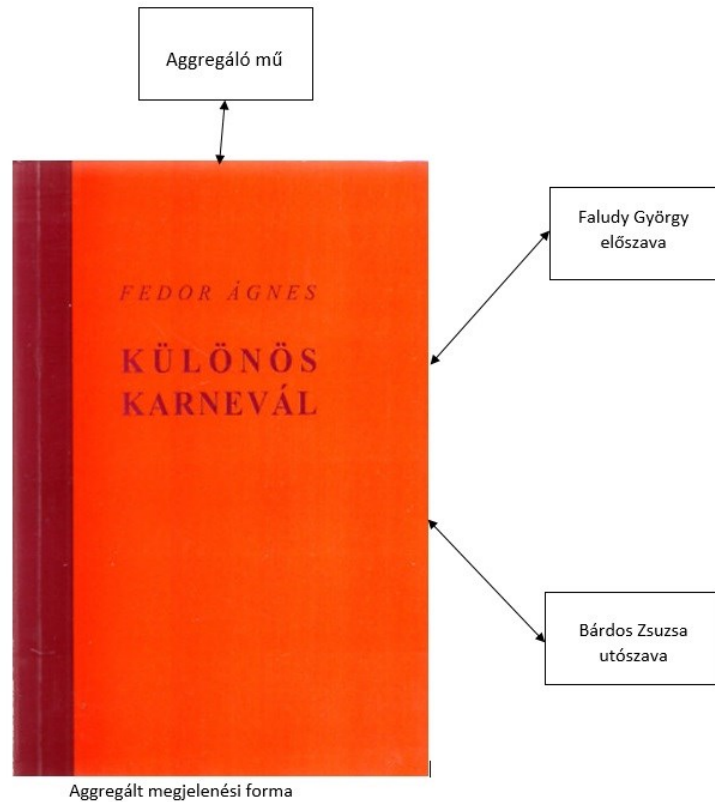 Aggregáló mű
Faludy György
előszava
FEDOR ÁGNES
KÜLÖNÖS
KARNEVÁL
Bárdos Zsuzsa
utószava
Aggregált megjelenési forma